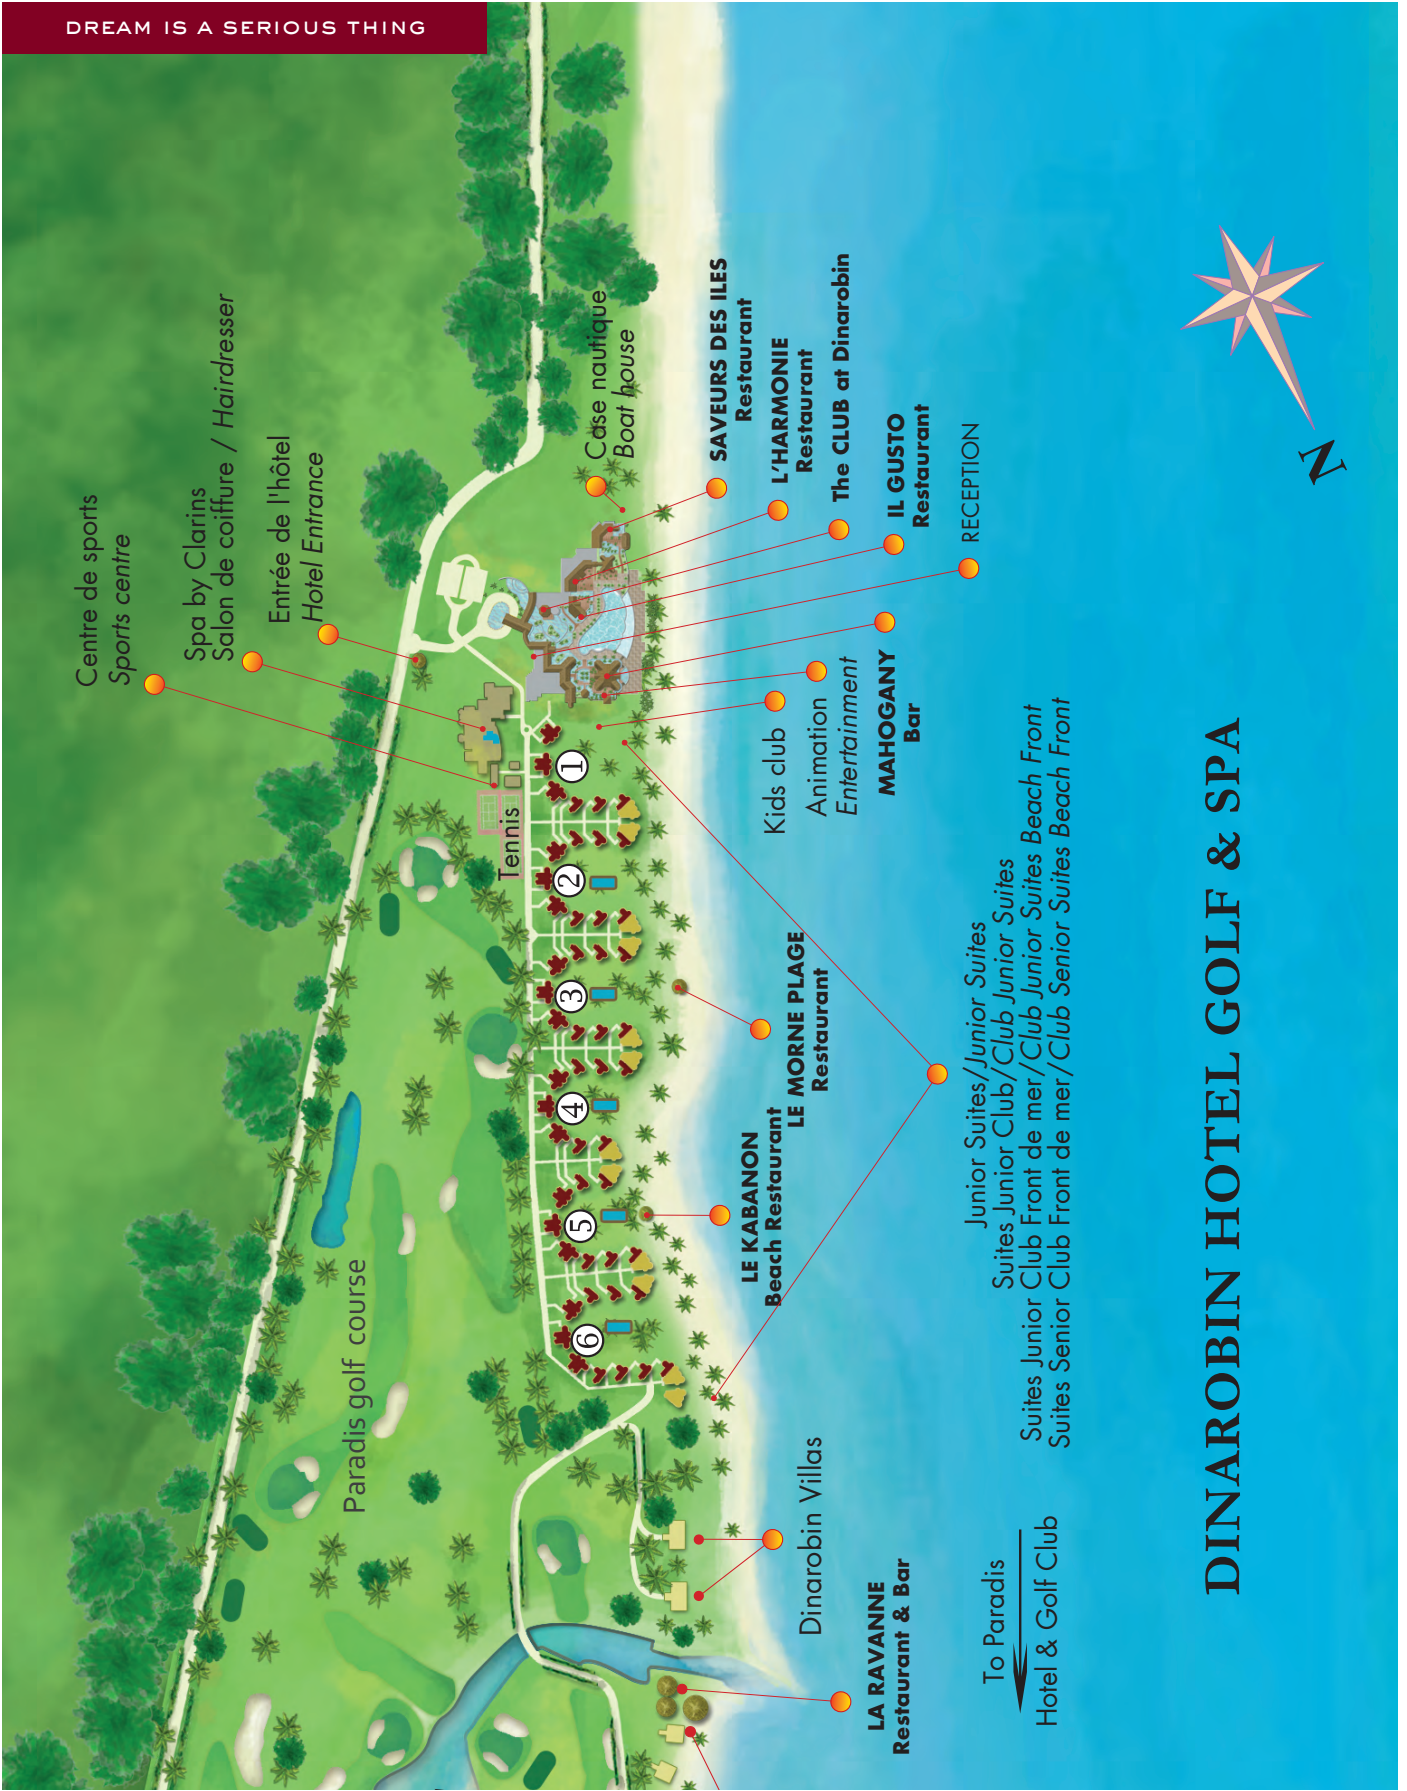 DREAM IS A SERIOUS THING
Centre de sports
Sports centre
Spa by Clarins
Salon de coiffure / Hairdresser
Entrée de l'hôtel
Hotel Entrance
Case nautique
Boat house
SAVEURS DES ILES
Restaurant
L'HARMONIE
Restaurant
The CLUB at Dinarobin
IL GUSTO
Restaurant
RECEPTION
MAHOGANY
Bar
Animation
Entertainment
Kids club
Tennis
1
2
3
4
5
6
Paradis golf course
LE MORNE PLAGE
Restaurant
LE KABANON
Beach Restaurant
Junior Suites/Junior Suites
Suites Junior Club/Club Junior Suites
Suites Junior Club Front de mer/Club Junior Suites Beach Front
Suites Senior Club Front de mer/Club Senior Suites Beach Front
Dinarobin Villas
LA RAVANNE
Restaurant & Bar
To Paradis
Hotel & Golf Club
N
DINAROBIN HOTEL GOLF & SPA